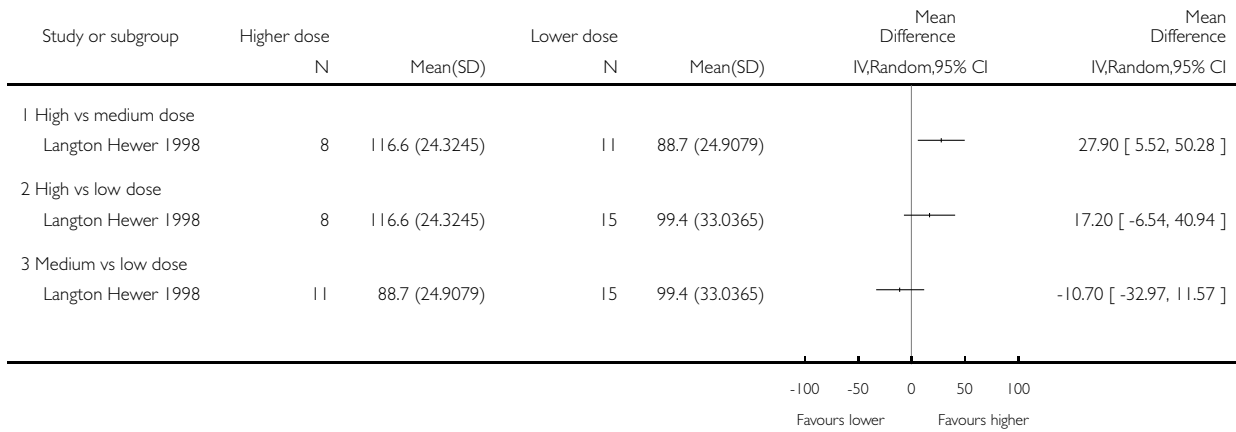 Study or subgroup Higher dose Lower dose Mean Difference Mean Difference
N Mean(SD) N Mean(SD) IV,Random,95% CI IV,Random,95% CI
1 High vs medium dose
Langton Hewer 1998 8 116.6 (24.3245) 11 88.7 (24.9079) 27.90 [ 5.52, 50.28 ]
2 High vs low dose
Langton Hewer 1998 8 116.6 (24.3245) 15 99.4 (33.0365) 17.20 [ -6.54, 40.94 ]
3 Medium vs low dose
Langton Hewer 1998 11 88.7 (24.9079) 15 99.4 (33.0365) -10.70 [ -32.97, 11.57 ]
-100 -50 0 50 100
Favours lower Favours higher